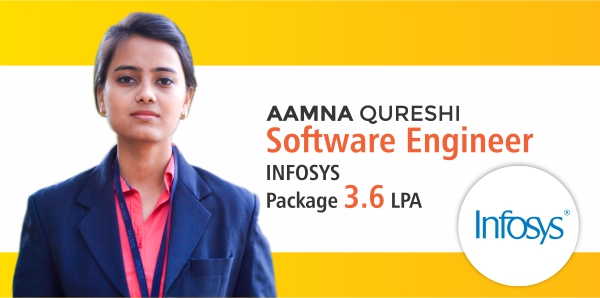 AAMNA QURESHI
Software Engineer
INFOSYS
Package 3.6 LPA
Infosys®